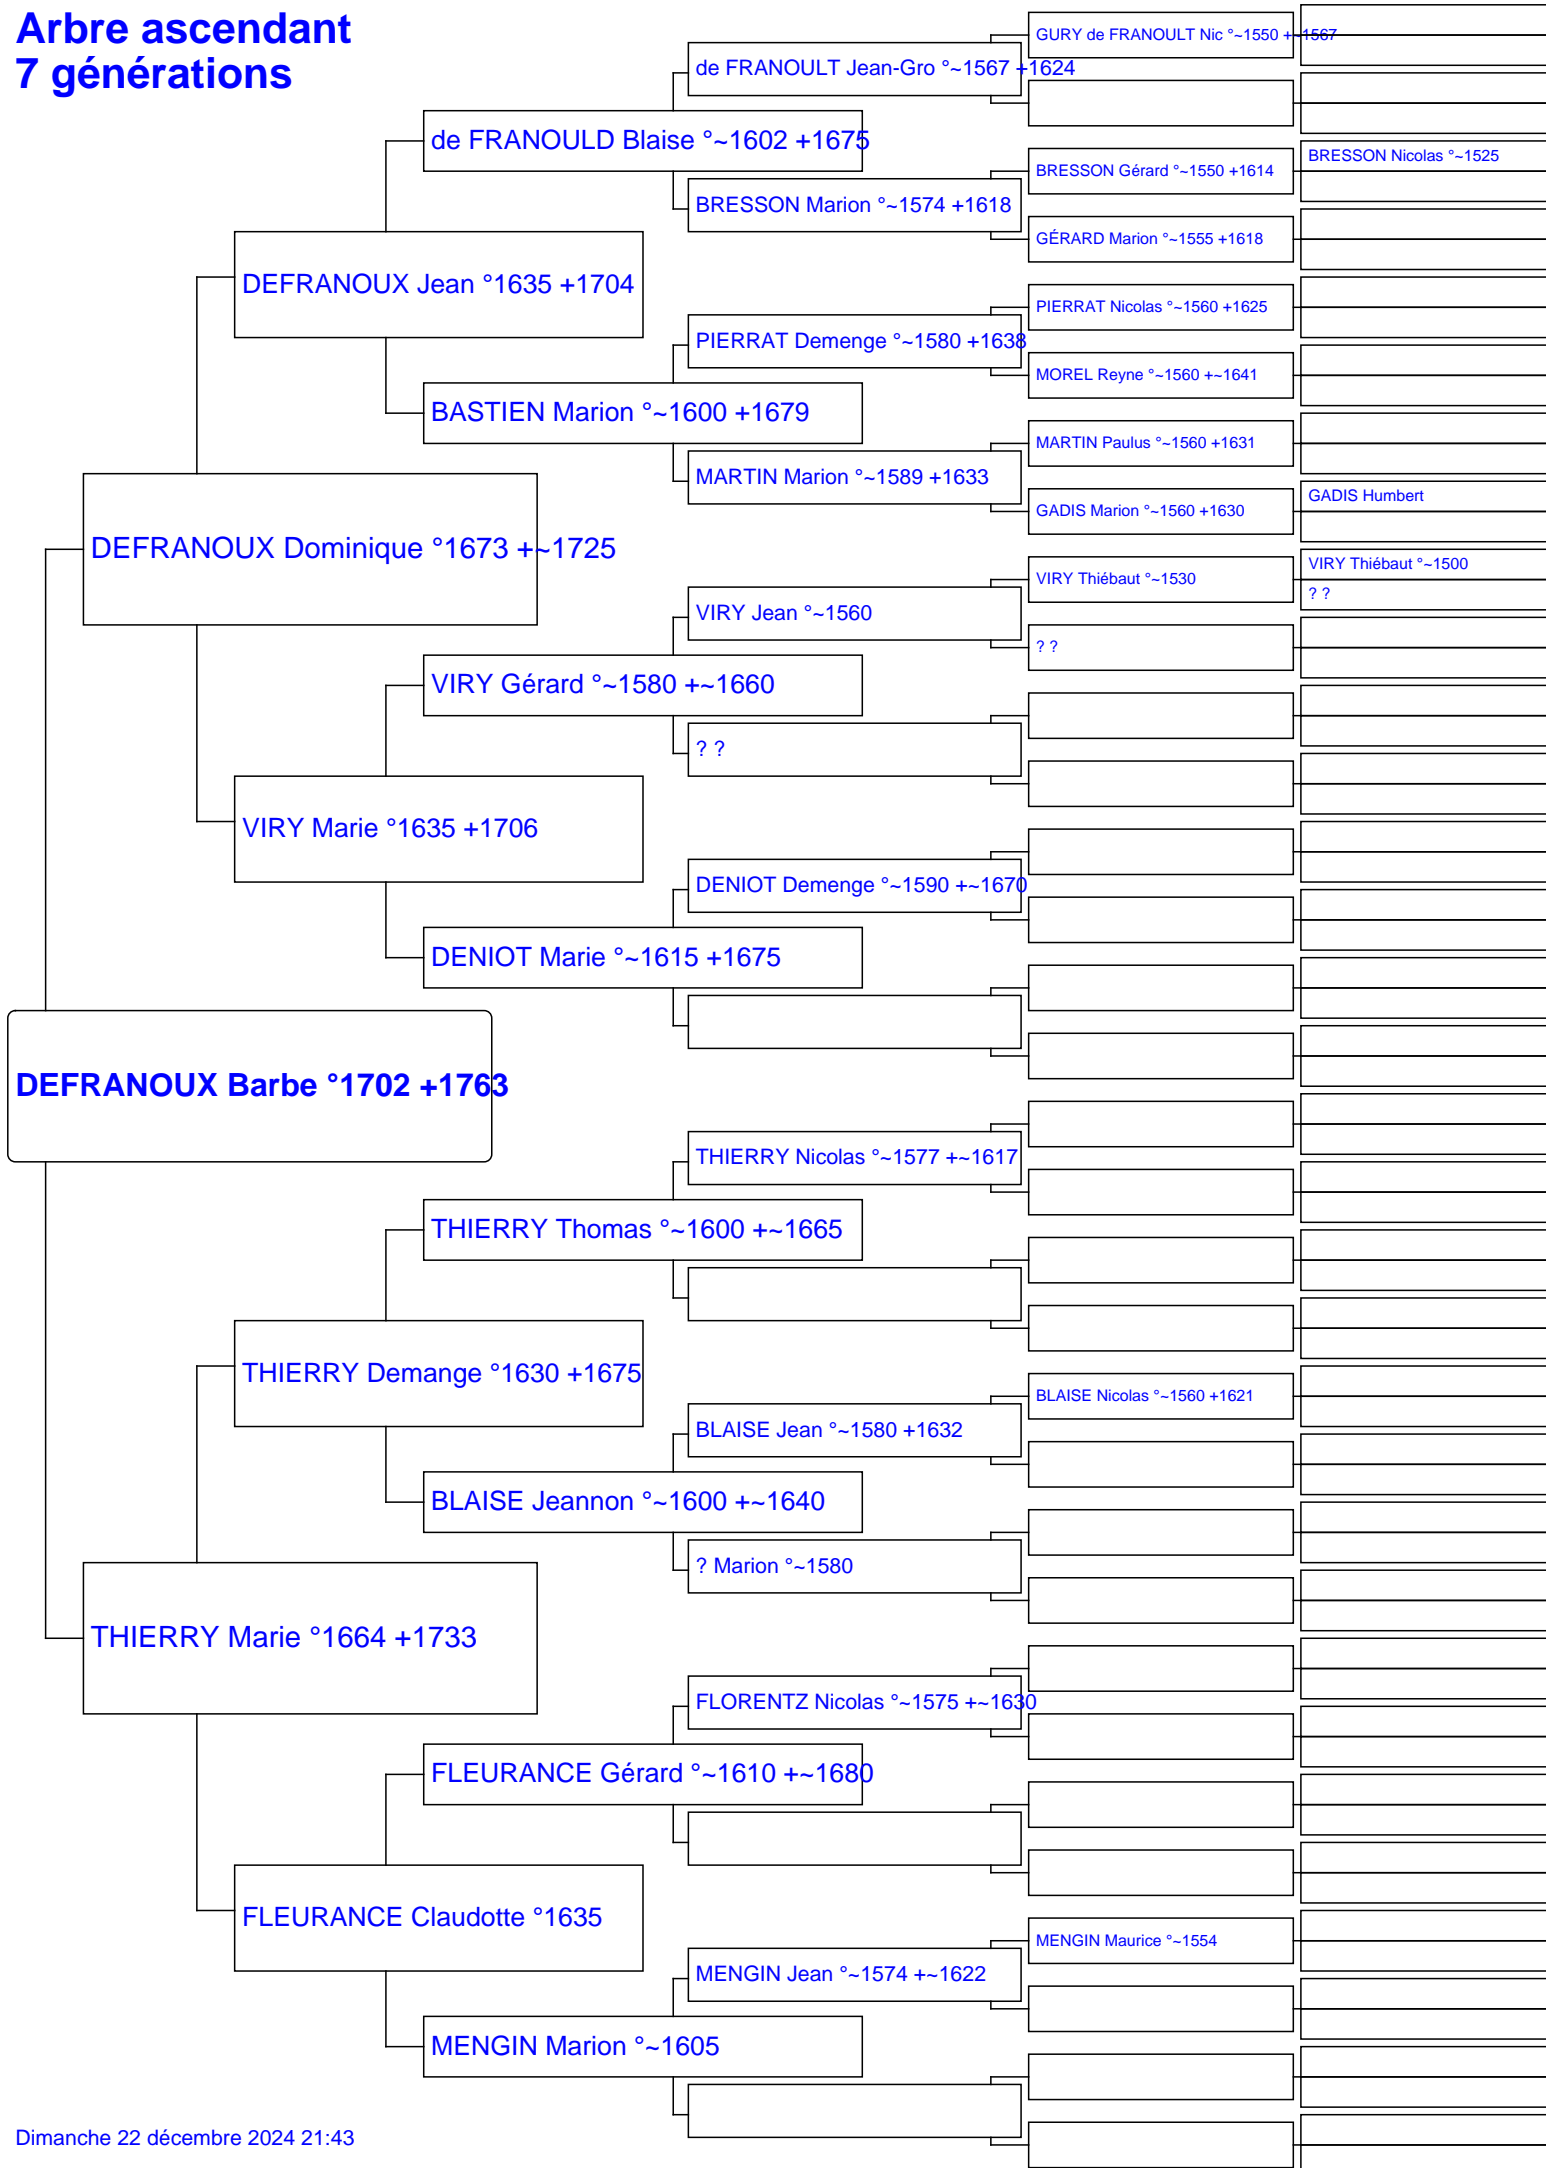 Arbre ascendant
7 générations
GURY de FRANOULT Nic °~1550 +~1567
de FRANOULT Jean-Gro °~1567 +1624
de FRANOULD Blaise °~1602 +1675
BRESSON Nicolas °~1525
BRESSON Gérard °~1550 +1614
BRESSON Marion °~1574 +1618
GÉRARD Marion °~1555 +1618
DEFRANOUX Jean °1635 +1704
PIERRAT Nicolas °~1560 +1625
PIERRAT Demenge °~1580 +1638
MOREL Reyne °~1560 +~1641
BASTIEN Marion °~1600 +1679
MARTIN Paulus °~1560 +1631
MARTIN Marion °~1589 +1633
GADIS Humbert
GADIS Marion °~1560 +1630
DEFRANOUX Dominique °1673 +~1725
VIRY Thiébaut °~1500
VIRY Thiébaut °~1530
? ?
VIRY Jean °~1560
? ?
VIRY Gérard °~1580 +~1660
? ?
VIRY Marie °1635 +1706
DENIOT Demenge °~1590 +~1670
DENIOT Marie °~1615 +1675
DEFRANOUX Barbe °1702 +1763
THIERRY Nicolas °~1577 +~1617
THIERRY Thomas °~1600 +~1665
THIERRY Demange °1630 +1675
BLAISE Nicolas °~1560 +1621
BLAISE Jean °~1580 +1632
BLAISE Jeannon °~1600 +~1640
? Marion °~1580
THIERRY Marie °1664 +1733
FLORENTZ Nicolas °~1575 +~1630
FLEURANCE Gérard °~1610 +~1680
FLEURANCE Claudotte °1635
MENGIN Maurice °~1554
MENGIN Jean °~1574 +~1622
MENGIN Marion °~1605
Dimanche 22 décembre 2024 21:43